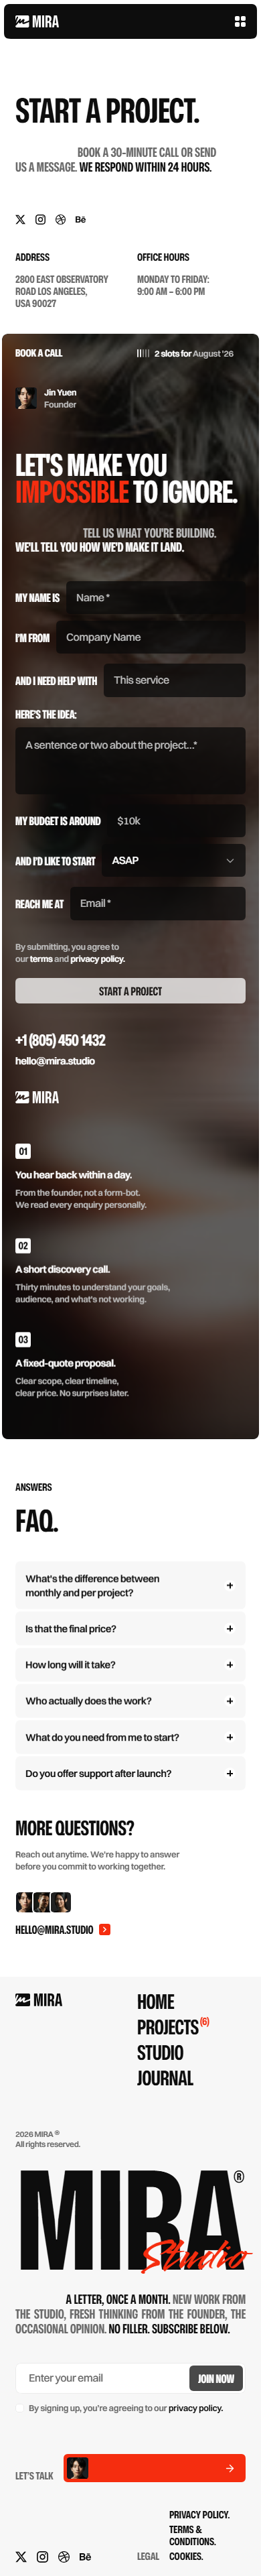 MIRA
START A PROJECT.
BOOK A 30-MINUTE CALL OR SEND
US A MESSAGE. WE RESPOND WITHIN 24 HOURS.
Bē
ADDRESS
2800 EAST OBSERVATORY
ROAD LOS ANGELES,
USA 90027
OFFICE HOURS
MONDAY TO FRIDAY:
9:00 AM – 6:00 PM
BOOK A CALL
2 slots for August '26
Jin Yuen
Founder
LET'S MAKE YOU
IMPOSSIBLE TO IGNORE.
TELL US WHAT YOU'RE BUILDING.
WE'LL TELL YOU HOW WE'D MAKE IT LAND.
MY NAME IS
Name *
I'M FROM
Company Name
AND I NEED HELP WITH
This service
HERE'S THE IDEA:
A sentence or two about the project...*
MY BUDGET IS AROUND
$10k
AND I'D LIKE TO START
ASAP
REACH ME AT
Email *
By submitting, you agree to
our terms and privacy policy.
START A PROJECT
+1 (805) 450 1432
hello@mira.studio
MIRA
01
You hear back within a day.
From the founder, not a form-bot.
We read every enquiry personally.
02
A short discovery call.
Thirty minutes to understand your goals,
audience, and what's not working.
03
A fixed-quote proposal.
Clear scope, clear timeline,
clear price. No surprises later.
ANSWERS
FAQ.
What's the difference between
monthly and per project?
+
Is that the final price?
+
How long will it take?
+
Who actually does the work?
+
What do you need from me to start?
+
Do you offer support after launch?
+
MORE QUESTIONS?
Reach out anytime. We're happy to answer
before you commit to working together.
HELLO@MIRA.STUDIO
MIRA
HOME
PROJECTS (6)
STUDIO
JOURNAL
2026 MIRA ®
All rights reserved.
MIRA ®
Studio
A LETTER, ONCE A MONTH. NEW WORK FROM
THE STUDIO, FRESH THINKING FROM THE FOUNDER, THE
OCCASIONAL OPINION. NO FILLER. SUBSCRIBE BELOW.
Enter your email
JOIN NOW
By signing up, you're agreeing to our privacy policy.
LET'S TALK
Bē
LEGAL
PRIVACY POLICY.
TERMS &
CONDITIONS.
COOKIES.